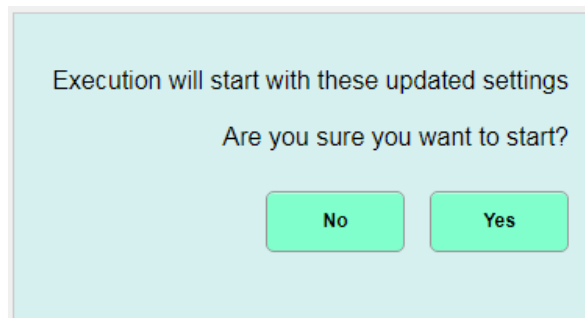 Execution will start with these updated settings
Are you sure you want to start?
No Yes